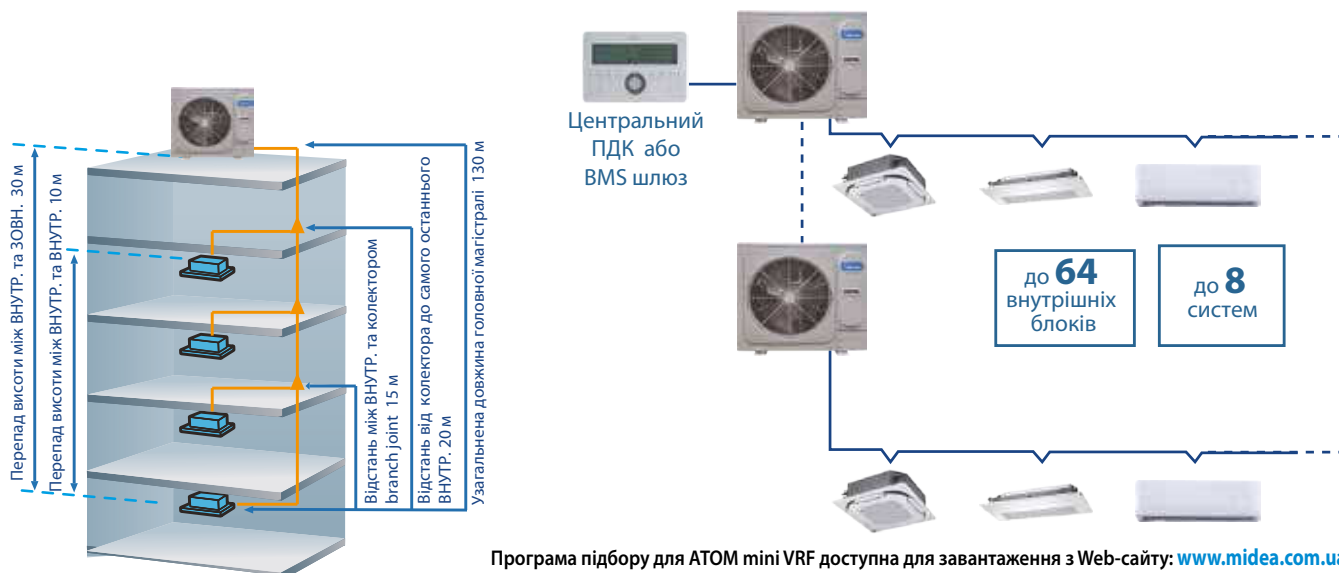 Перепад висоти між ВНУТР. та ЗОВН. 30 м
Перепад висоти між ВНУТР. та ВНУТР. 10 м
Відстань між ВНУТР. та колектором
branch joint 15 м
Відстань від колектора до самого останнього
ВНУТР. 20 м
Узагальнена довжина головної магістралі 130 м
Центральний
ПДК або
BMS шлюз
до 64
внутрішніх
блоків
до 8
систем
Програма підбору для ATOM mini VRF доступна для завантаження з Web-сайту: www.midea.com.ua